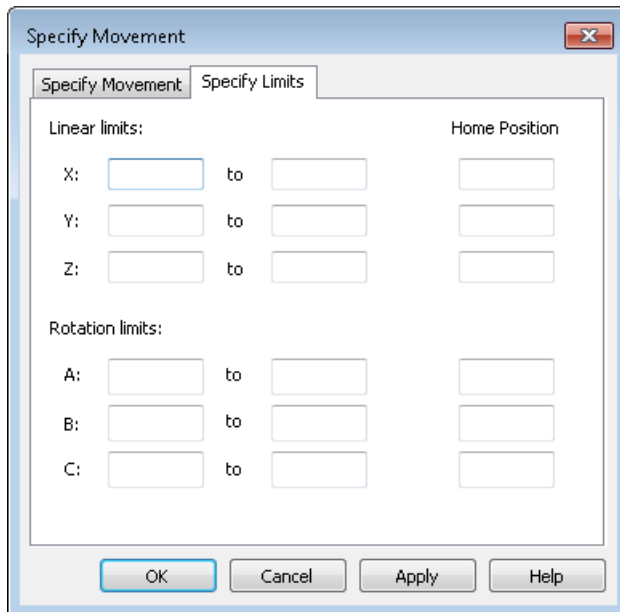 Specify Movement
Specify Movement Specify Limits
Linear limits: Home Position
X: to
Y: to
Z: to
Rotation limits:
A: to
B: to
C: to
OK Cancel Apply Help